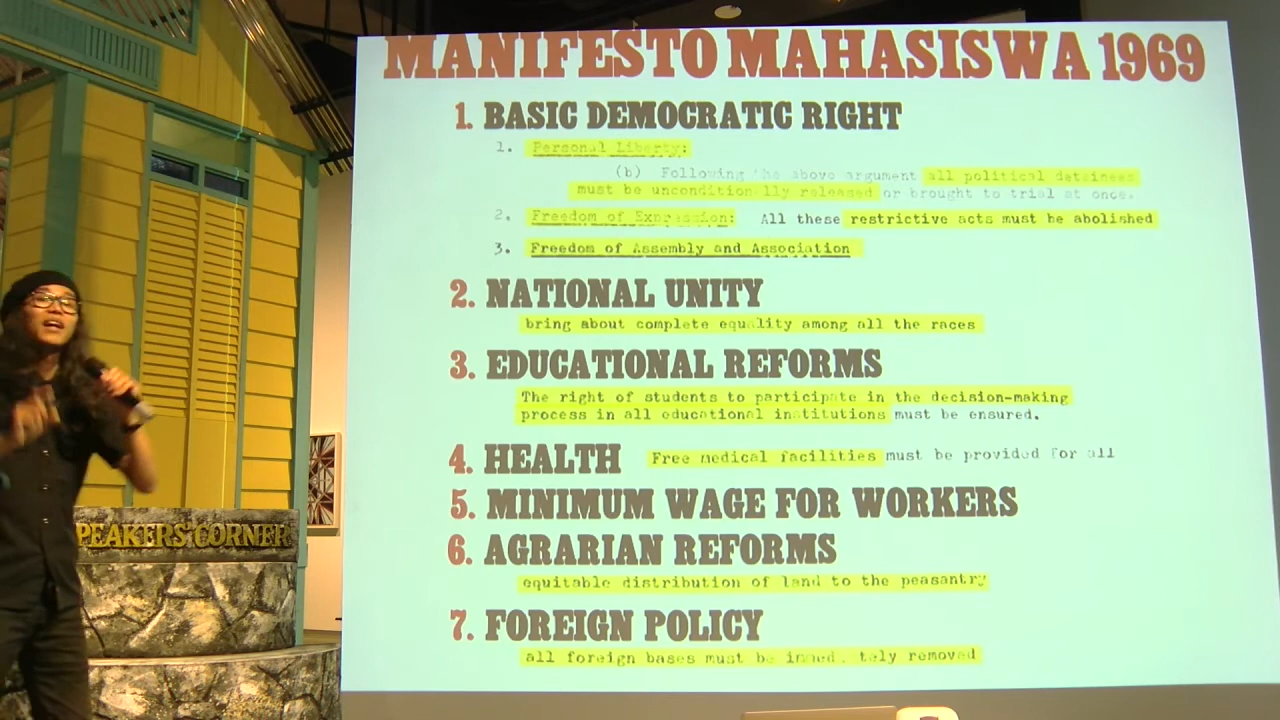 MANIFESTO MAHASISWA 1969
1. BASIC DEMOCRATIC RIGHT
1. Personal Liberty:
(b) Following the above argument all political detainees
must be unconditionally released or brought to trial at once.
2. Freedom of Expression: All these restrictive acts must be abolished
3. Freedom of Assembly and Association
2. NATIONAL UNITY
bring about complete equality among all the races
3. EDUCATIONAL REFORMS
The right of students to participate in the decision-making
process in all educational institutions must be ensured.
4. HEALTH Free medical facilities must be provided for all
5. MINIMUM WAGE FOR WORKERS
6. AGRARIAN REFORMS
equitable distribution of land to the peasantry
7. FOREIGN POLICY
all foreign bases must be immediately removed
PEAKERS' CORNER